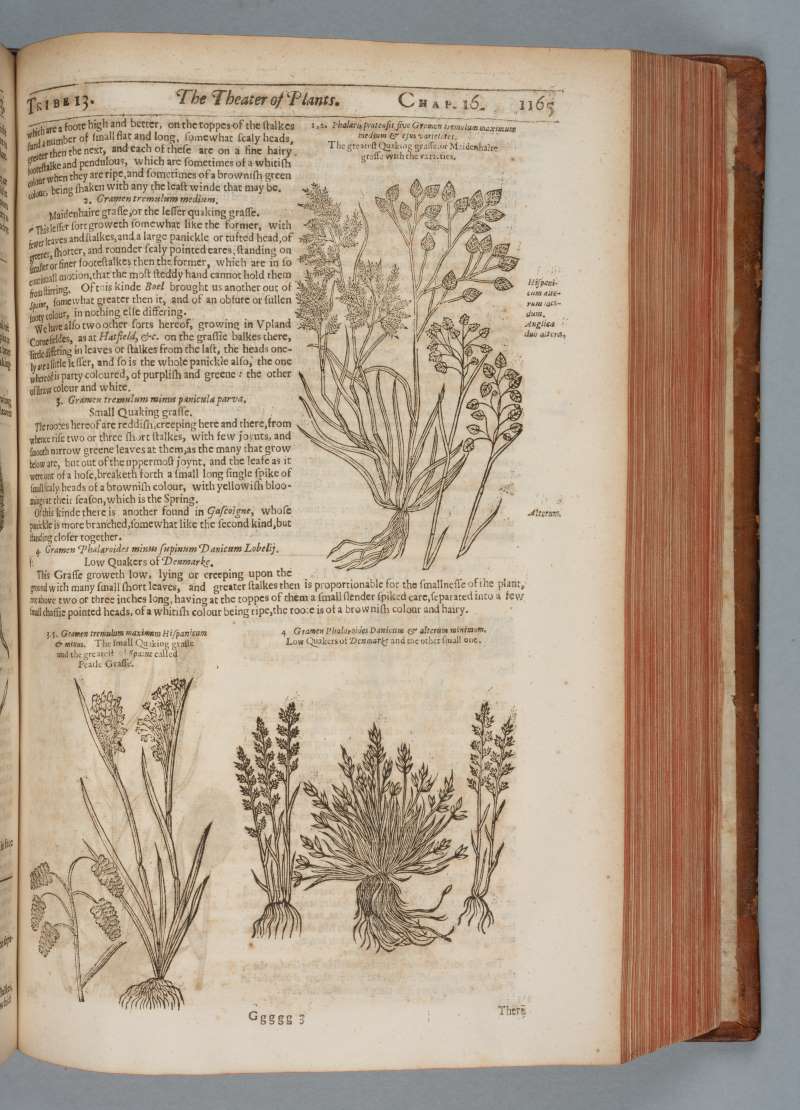 TRIBE 13. The Theater of Plants. CHAP. 16. 1165
which are a foote high and better, on the toppes of the ſtalkes
ſtand a number of ſmall flat and long, ſomewhat ſcaly heads,
greater then the next, and each of theſe are on a fine hairy
footeſtalke and pendulous, which are ſometimes of a whitiſh
colour when they are ripe, and ſometimes of a brownish green
colour, being ſhaken with any the leaſt winde that may be.
2. Gramen tremulum medium.
Maidenhaire graſſe, or the leſſer quaking graſſe.
This leſſer ſort groweth ſomewhat like the former, with
fewer leaves and ſtalkes, and a large panickle or tufted head, of
greener, ſhorter, and rounder ſcaly pointed eares, ſtanding on
ſmaller or finer footeſtalkes then the former, which are in ſo
continuall motion, that the moſt ſteddy hand cannot hold them
from ſtirring. Of this kinde Boel brought us another out of
Spaine, ſomewhat greater then it, and of an obſure or ſullen
ſooty colour, in nothing elſe differing.
We have alſo two other ſorts hereof, growing in Vpland
Corne fieldes, as at Hatfield, &c. on the graſſie balkes there,
little differing in leaves or ſtalkes from the laſt, the heads one-
ly are a little leſſer, and ſo is the whole panickle alſo, the one
whereof is party coloured, of purpliſh and greene: the other
of ſtraw colour and white.
3. Gramen tremulum minus panicula parva.
Small Quaking graſſe.
The rootes hereof are reddiſh, creeping here and there, from
whence riſe two or three ſhort ſtalkes, with few joynts, and
ſmooth narrow greene leaves at them, as the many that grow
below are, but out of the uppermoſt joynt, and the leafe as it
were out of a hoſe, breaketh forth a ſmall long ſingle ſpike of
ſmall ſcaly heads of a browniſh colour, with yellowiſh bloo-
mings at their ſeaſon, which is the Spring.
Of this kinde there is another found in Gaſcoigne, whoſe
panickle is more branched, ſomewhat like the ſecond kind, but
ſtanding cloſer together.
4 Gramen Phalaroides minus ſupinum Danicum Lobelij.
Low Quakers of Denmarke.
This Graſſe groweth low, lying or creeping upon the
ground with many ſmall ſhort leaves, and greater ſtalkes then is proportionable for the ſmallneſſe of the plant,
not above two or three inches long, having at the toppes of them a ſmall ſlender ſpiked eare, ſeparated into a few
ſmall chaffie pointed heads, of a whitiſh colour being ripe, the roote is of a browniſh colour and hairy.
1.2. Phalaris pratenſis ſive Gramen tremulum maximum
medium & ejus varietates.
The greateſt Quaking graſſe or Maidenhaire
graſſe with the varieties.
Hiſpani-
cum alte-
rum
dum,
Anglica
duo altera,
Alterum.
3.5. Gramen tremulum maximum Hiſpanicum
& minus. The ſmall Quaking graſſe
and the greateſt of Spaine called
Pearle Graſſe.
4 Gramen Phalaroides Danicum & alterum minimum.
Low Quakers of Denmarke and the other ſmall one.
Ggggg 3
There